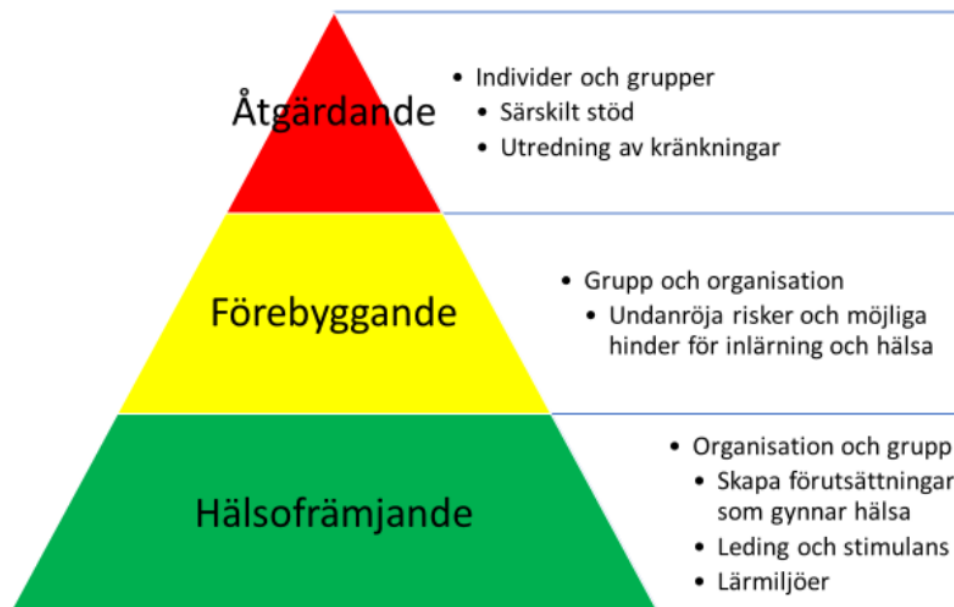 Åtgärdande
• Individer och grupper
• Särskilt stöd
• Utredning av kränkningar
Förebyggande
• Grupp och organisation
• Undanröja risker och möjliga
hinder för inlärning och hälsa
Hälsofrämjande
• Organisation och grupp
• Skapa förutsättningar
som gynnar hälsa
• Leding och stimulans
• Lärmiljöer